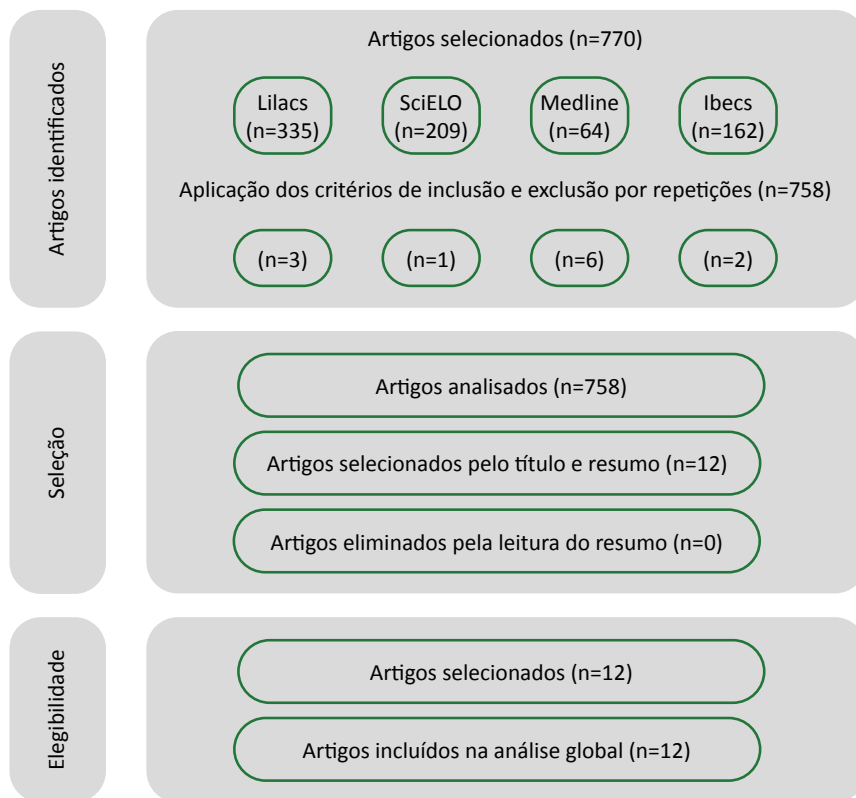 Artigos identificados
Artigos selecionados (n=770)
Lilacs
(n=335)
SciELO
(n=209)
Medline
(n=64)
Ibecs
(n=162)
Aplicação dos critérios de inclusão e exclusão por repetições (n=758)
(n=3)
(n=1)
(n=6)
(n=2)
Seleção
Artigos analisados (n=758)
Artigos selecionados pelo título e resumo (n=12)
Artigos eliminados pela leitura do resumo (n=0)
Elegibilidade
Artigos selecionados (n=12)
Artigos incluídos na análise global (n=12)